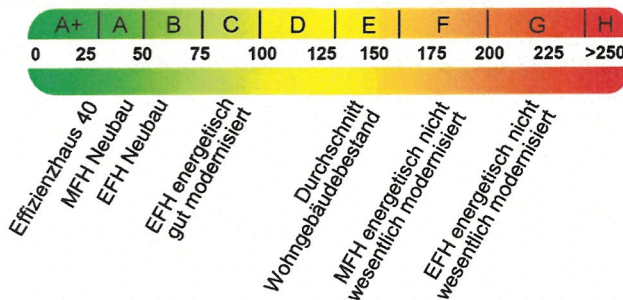 A+ A B C D E F G H
0 25 50 75 100 125 150 175 200 225 >250
Effizienzhaus 40
MFH Neubau
EFH Neubau
EFH energetisch
gut modernisiert
Durchschnitt
Wohngebäudebestand
MFH energetisch nicht
wesentlich modernisiert
EFH energetisch nicht
wesentlich modernisiert